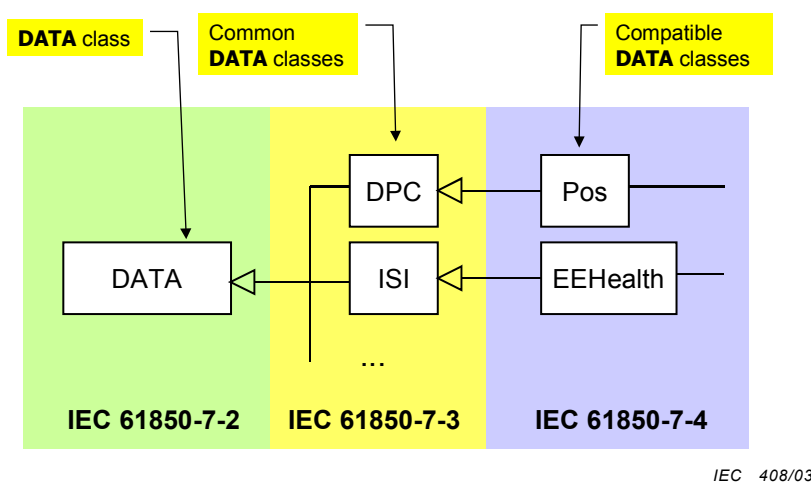 DATA class
Common
DATA classes
Compatible
DATA classes
DPC
Pos
DATA
ISI
EEHealth
...
IEC 61850-7-2
IEC 61850-7-3
IEC 61850-7-4
IEC 408/03